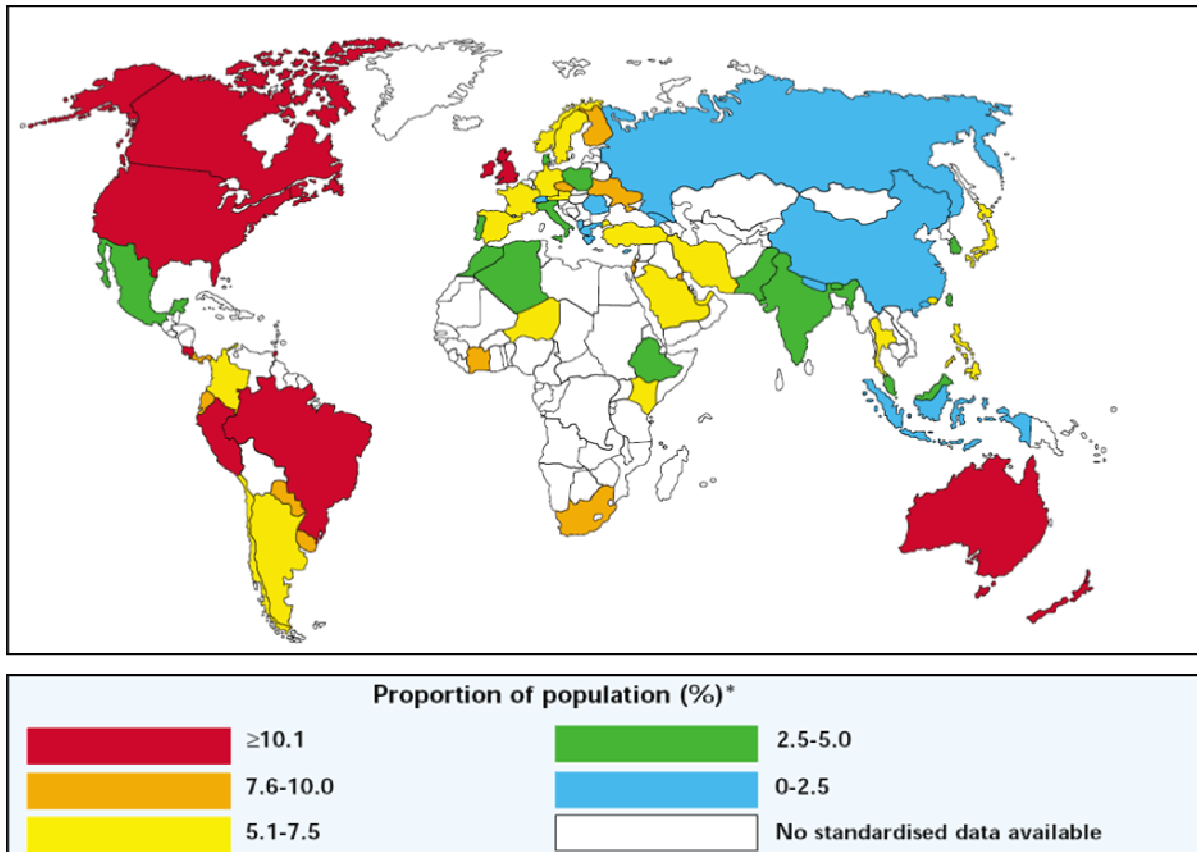 Proportion of population (%)*
≥10.1
2.5-5.0
7.6-10.0
0-2.5
5.1-7.5
No standardised data available